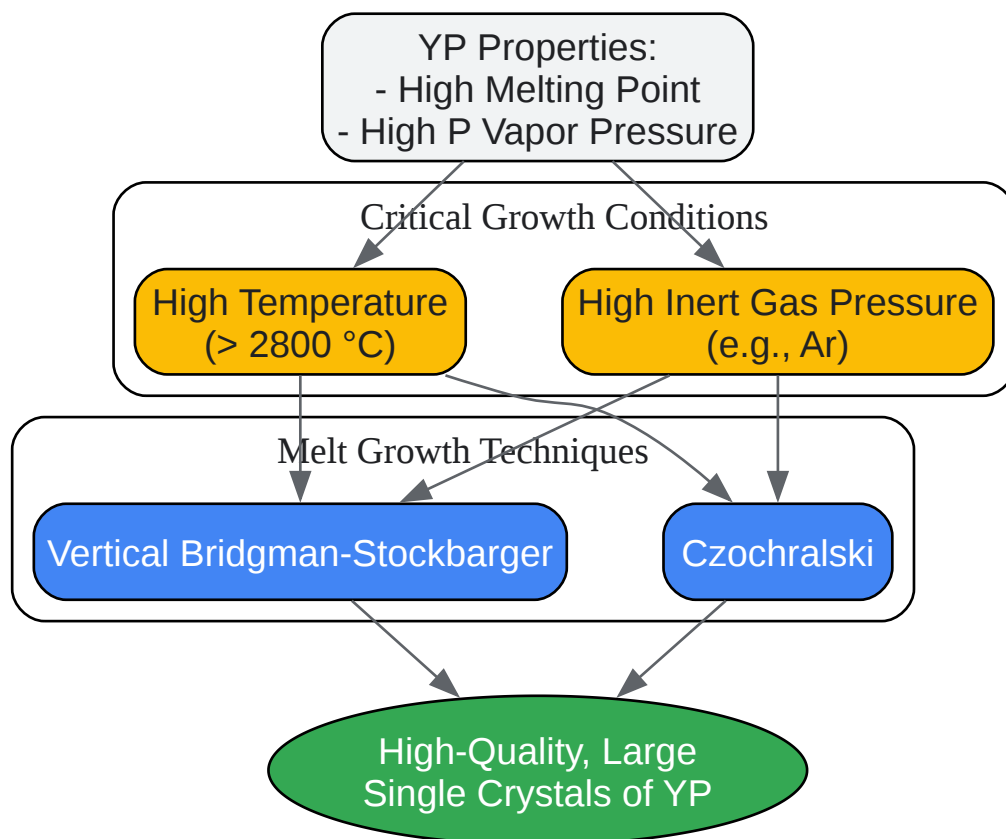 YP Properties:
- High Melting Point
- High P Vapor Pressure
Critical Growth Conditions
High Temperature
(> 2800 °C)
High Inert Gas Pressure
(e.g., Ar)
Melt Growth Techniques
Vertical Bridgman-Stockbarger
Czochralski
High-Quality, Large
Single Crystals of YP